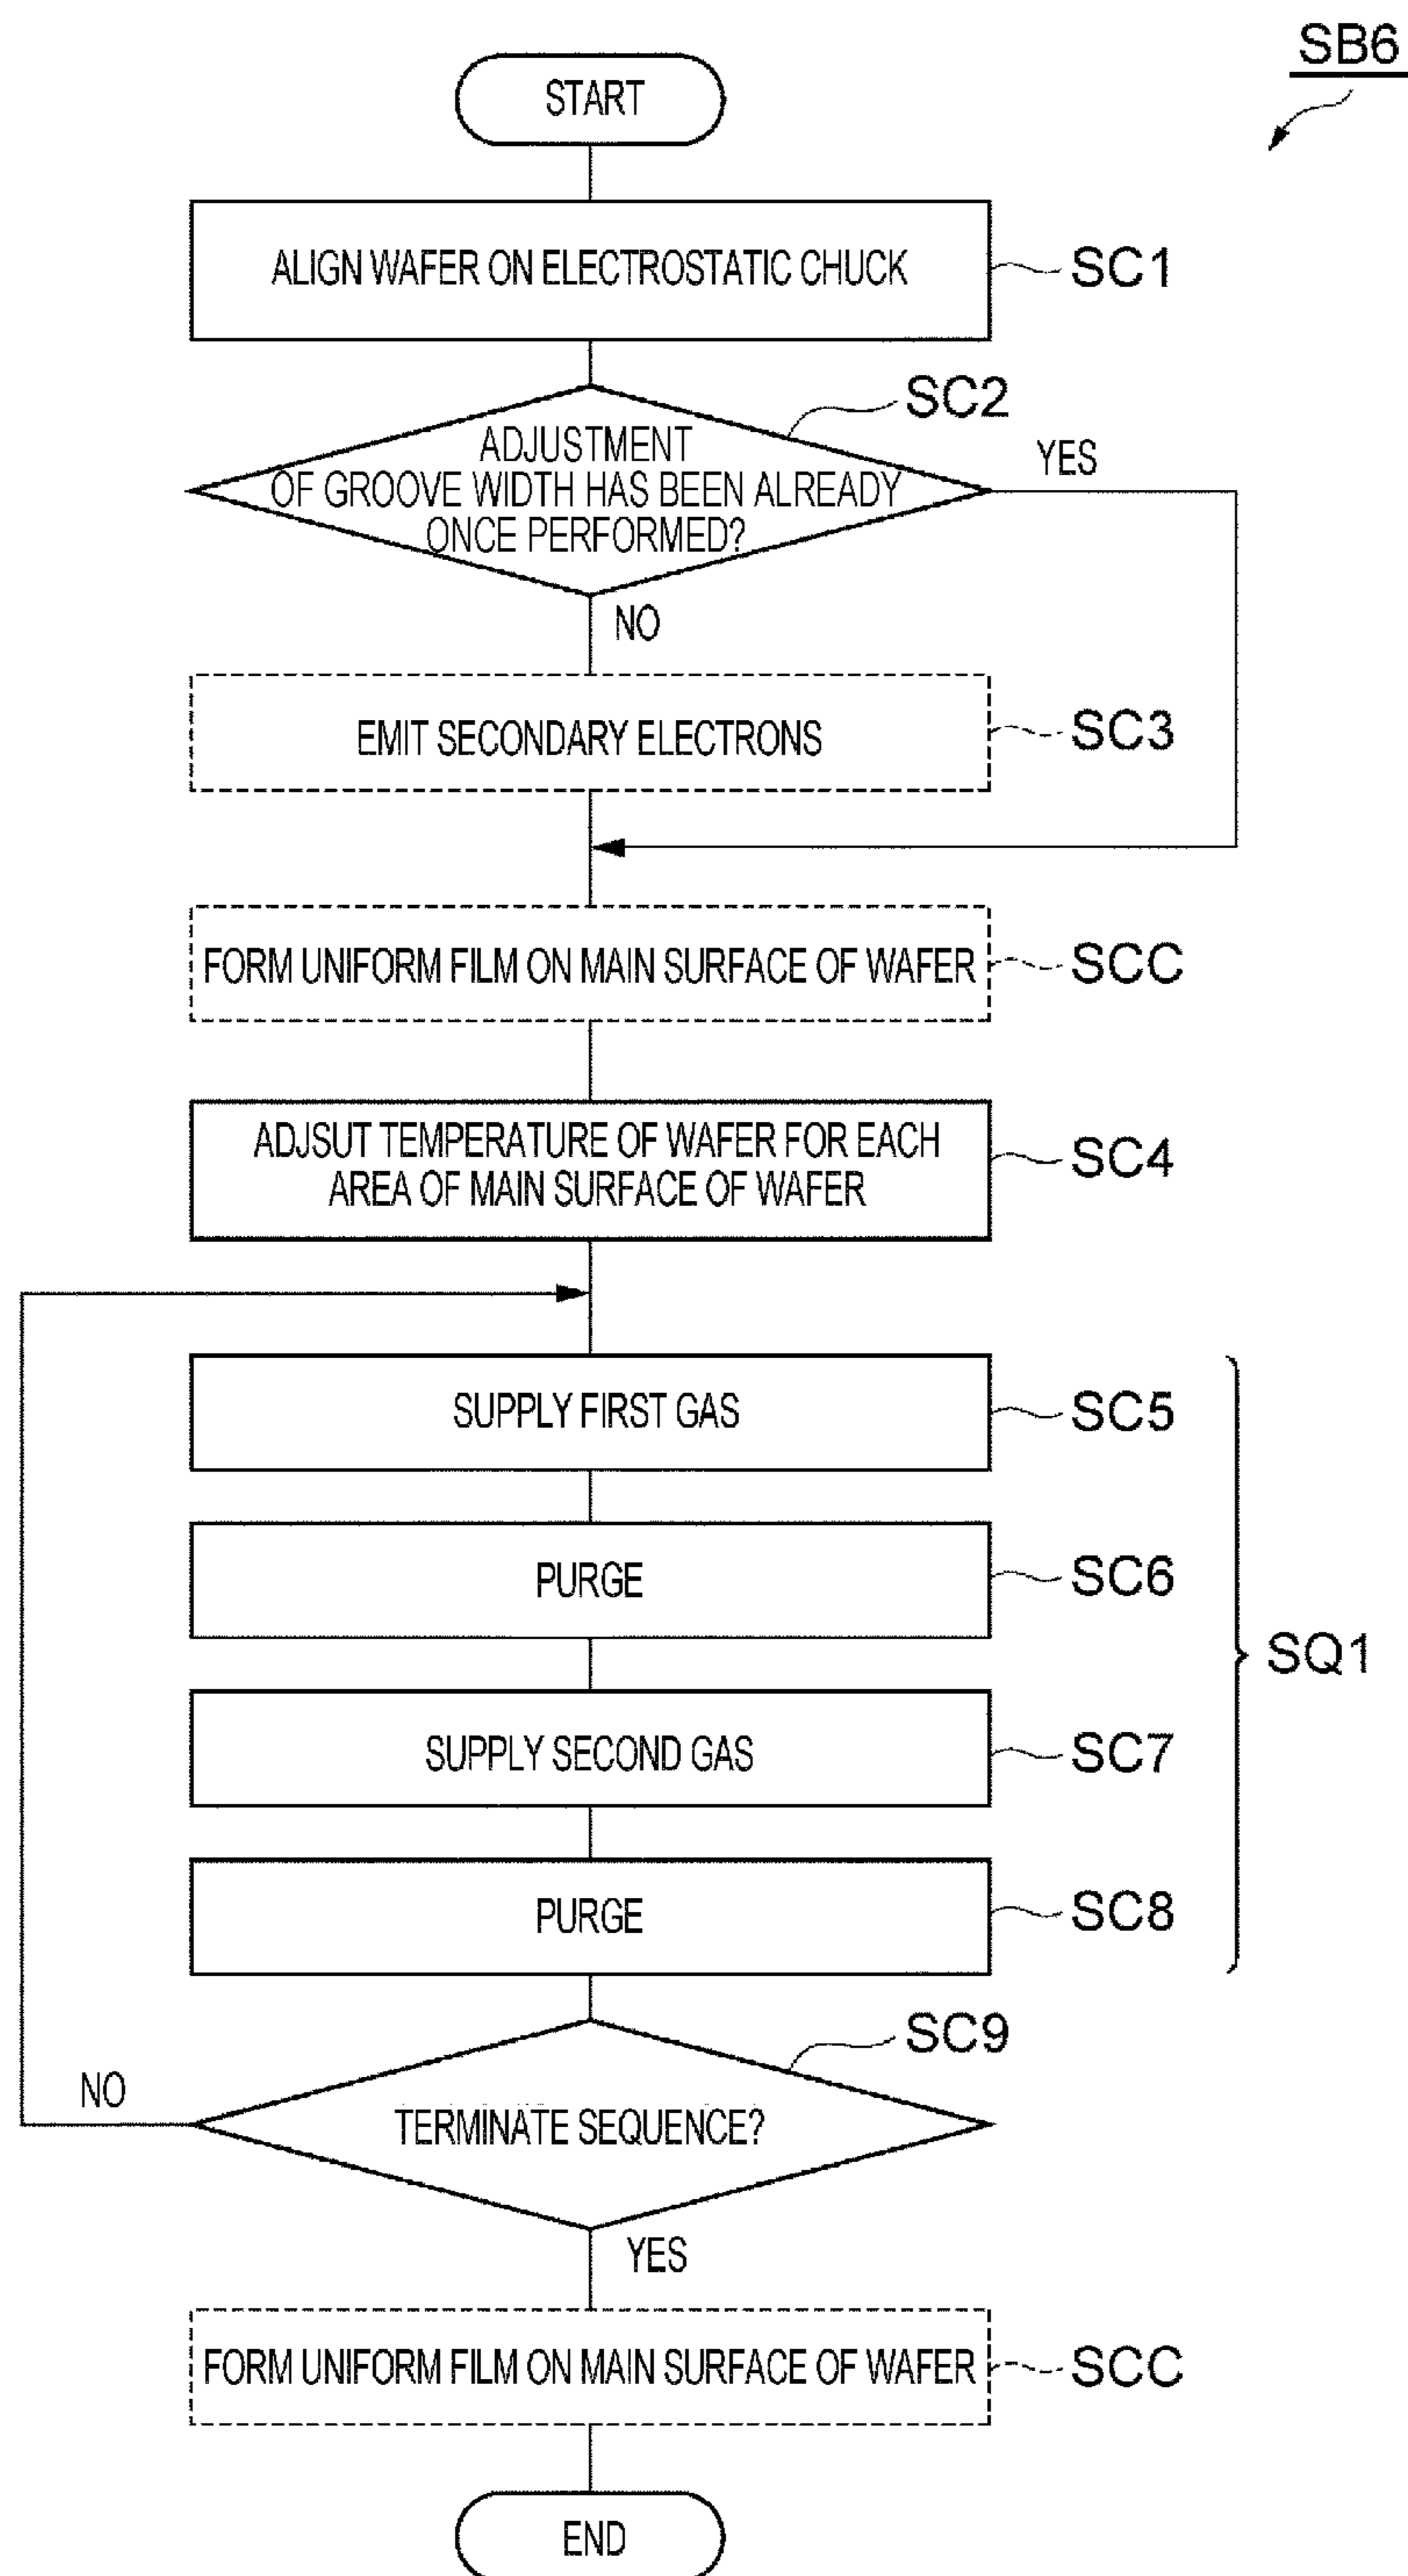 SB6
START
ALIGN WAFER ON ELECTROSTATIC CHUCK
SC1
SC2
ADJUSTMENT
OF GROOVE WIDTH HAS BEEN ALREADY
ONCE PERFORMED?
YES
NO
EMIT SECONDARY ELECTRONS
SC3
FORM UNIFORM FILM ON MAIN SURFACE OF WAFER
SCC
ADJSUT TEMPERATURE OF WAFER FOR EACH
AREA OF MAIN SURFACE OF WAFER
SC4
SUPPLY FIRST GAS
SC5
PURGE
SC6
SQ1
SUPPLY SECOND GAS
SC7
PURGE
SC8
SC9
NO
TERMINATE SEQUENCE?
YES
FORM UNIFORM FILM ON MAIN SURFACE OF WAFER
SCC
END